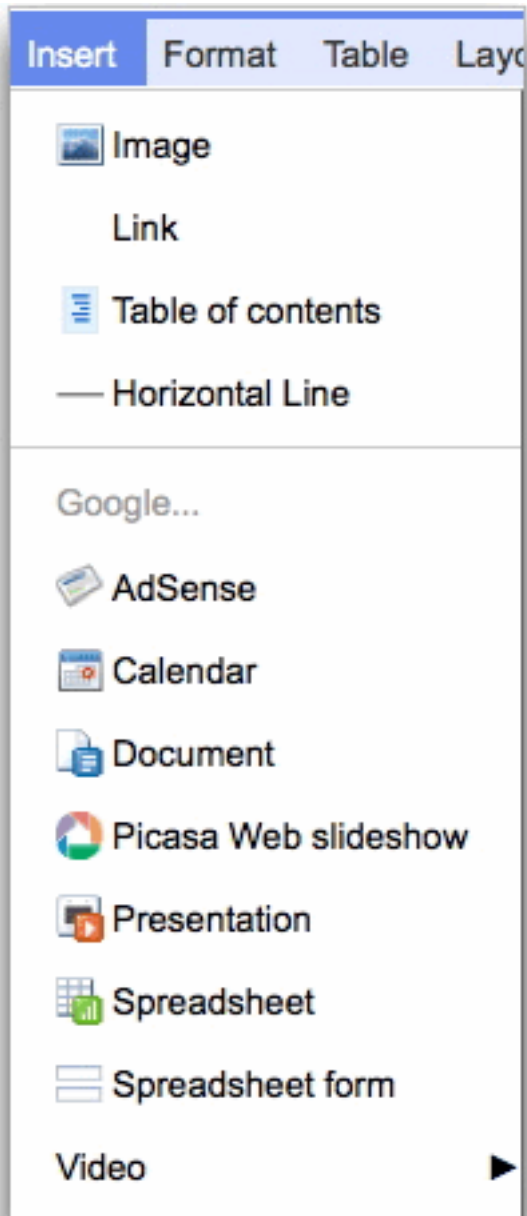 Insert Format Table Layo
Image
Link
Table of contents
Horizontal Line
Google...
AdSense
Calendar
Document
Picasa Web slideshow
Presentation
Spreadsheet
Spreadsheet form
Video